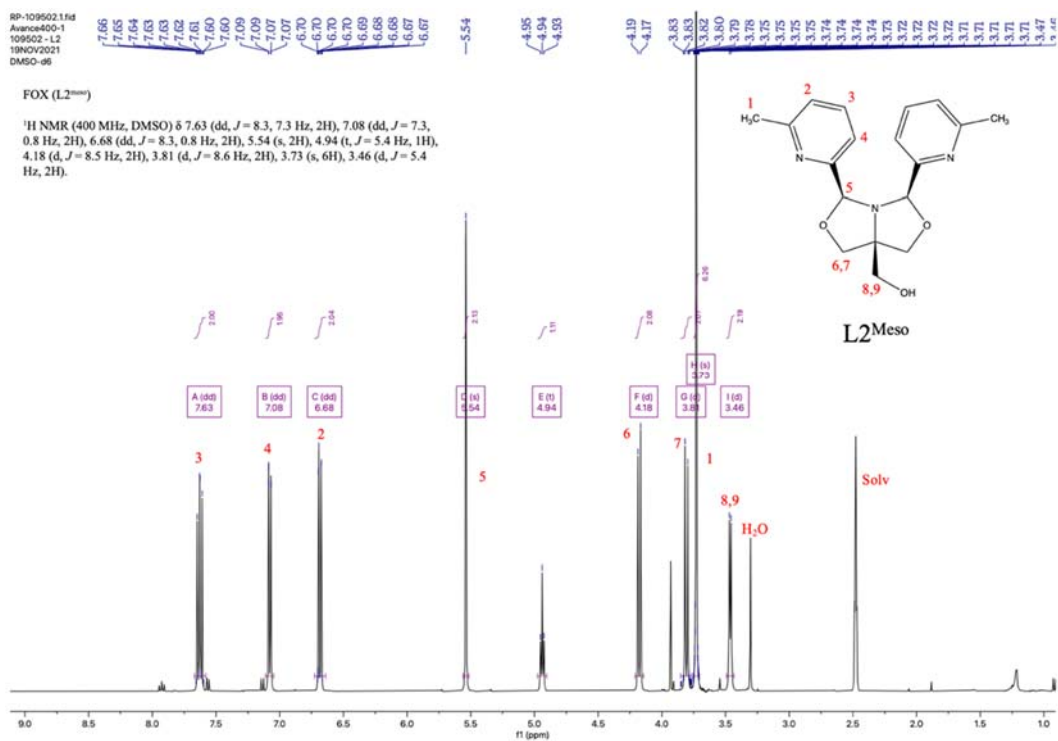 RP-109502.1.fid
Avance400-1
109502 - L2
19NOV2021
DMSO-d6
7.66
7.65
7.64
7.63
7.63
7.62
7.61
7.60
7.60
7.09
7.09
7.07
7.07
6.70
6.70
6.70
6.70
6.69
6.68
6.68
6.67
6.67
5.54
4.95
4.94
4.93
4.19
4.17
3.83
3.83
3.82
3.80
3.79
3.78
3.75
3.74
3.73
3.72
3.72
3.72
3.71
3.71
3.71
3.71
3.71
3.47
FOX (L2meso)
¹H NMR (400 MHz, DMSO) δ 7.63 (dd, J = 8.3, 7.3 Hz, 2H), 7.08 (dd, J = 7.3,
0.8 Hz, 2H), 6.68 (dd, J = 8.3, 0.8 Hz, 2H), 5.54 (s, 2H), 4.94 (t, J = 5.4 Hz, 1H),
4.18 (d, J = 8.5 Hz, 2H), 3.81 (d, J = 8.6 Hz, 2H), 3.73 (s, 6H), 3.46 (d, J = 5.4
Hz, 2H).
1 2 3 4
H₃C N N CH₃
5 N
O O
6,7
8,9 OH
L2Meso
2.00
1.96
2.04
2.13
1.11
2.08
6.26
2.19
A (dd)
7.63
B (dd)
7.08
C (dd)
6.68
D (s)
5.54
E (t)
4.94
F (d)
4.18
G (d)
3.81
H (s)
3.73
I (d)
3.46
3
4
2
5
6
7
1
8,9
H₂O
Solv
9.0 8.5 8.0 7.5 7.0 6.5 6.0 5.5 5.0 4.5 4.0 3.5 3.0 2.5 2.0 1.5 1.0
f1 (ppm)